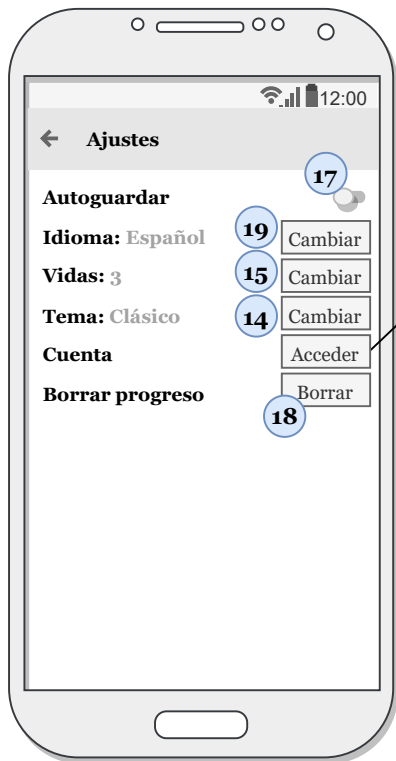 12:00
Ajustes
17
Autoguardar
Idioma: Español 19 Cambiar
Vidas: 3 15 Cambiar
Tema: Clásico 14 Cambiar
Cuenta Acceder
Borrar progreso Borrar
18